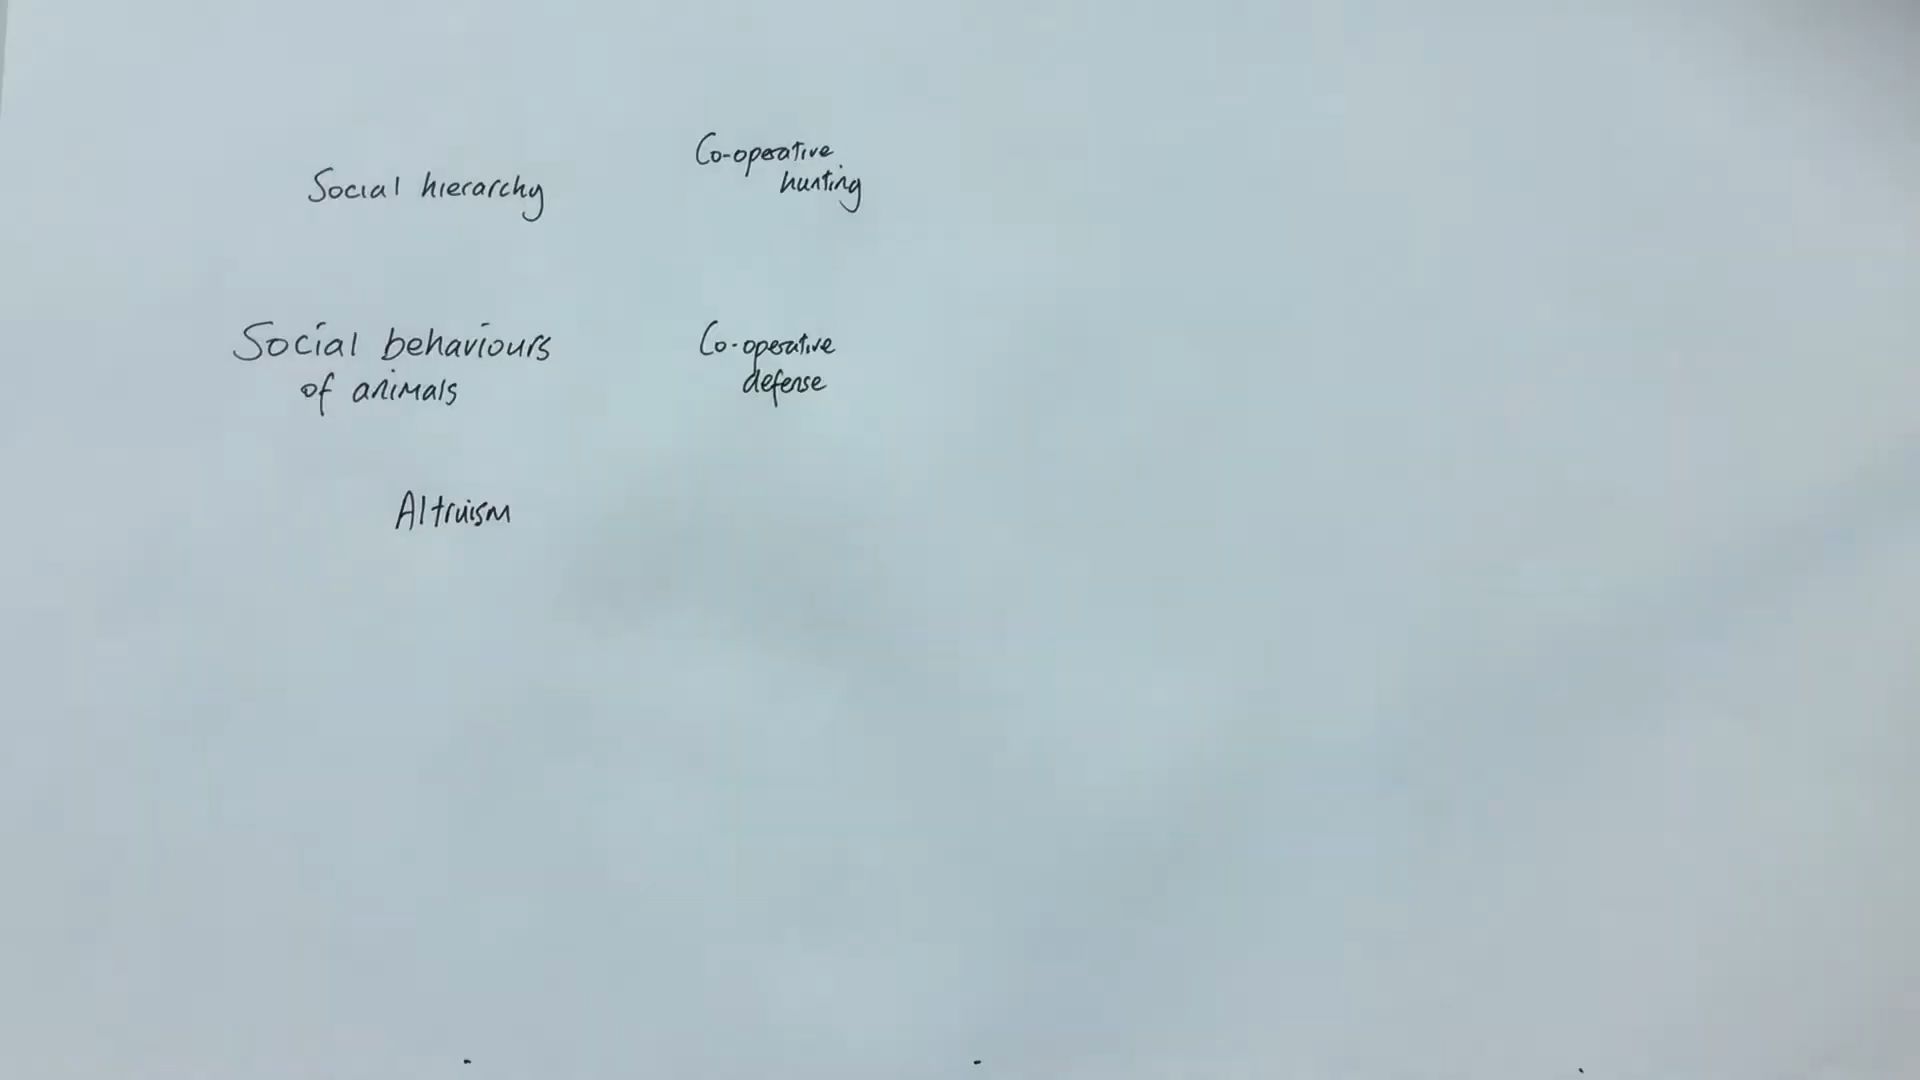 Social hierarchy
Co-operative
hunting
Social behaviours
of animals
Co-operative
defense
Altruism